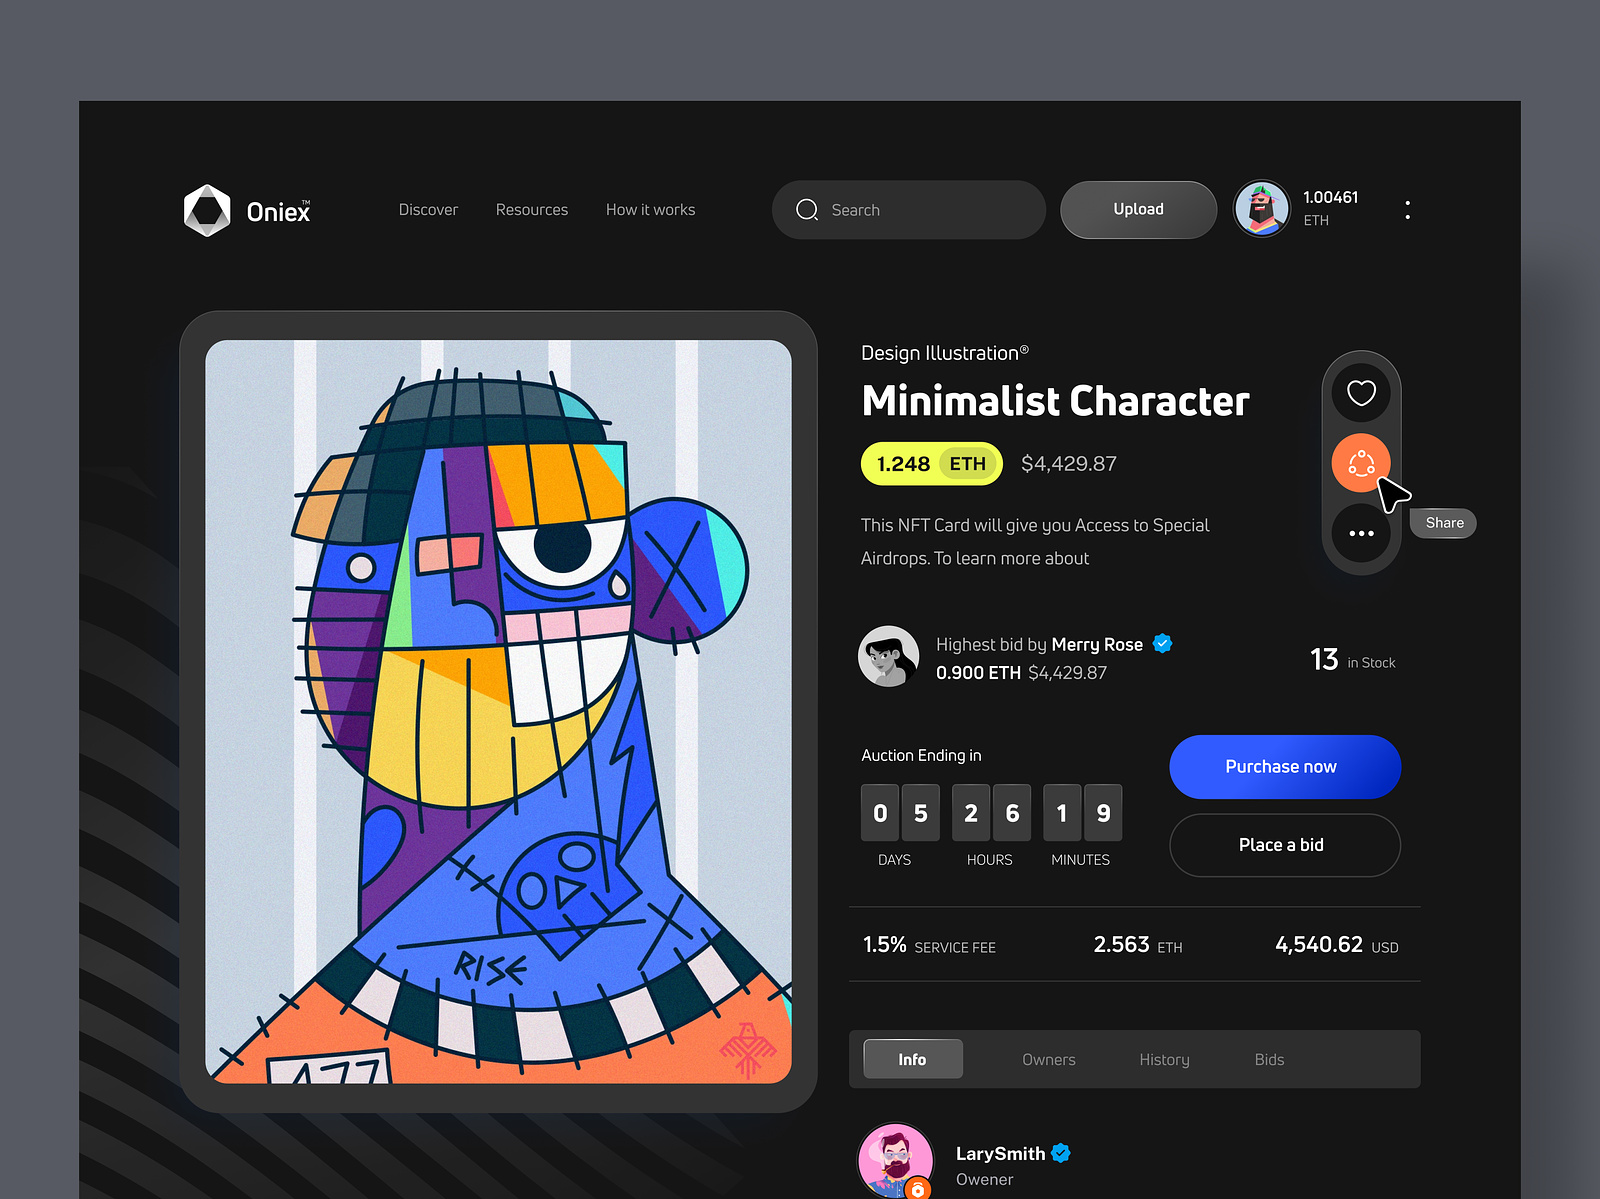 Oniex™
Discover
Resources
How it works
Search
Upload
1.00461
ETH
Design Illustration®
Minimalist Character
1.248 ETH $4,429.87
This NFT Card will give you Access to Special
Airdrops. To learn more about
Share
Highest bid by Merry Rose
0.900 ETH $4,429.87
13 in Stock
Auction Ending in
0 5 2 6 1 9
DAYS HOURS MINUTES
Purchase now
Place a bid
1.5% SERVICE FEE
2.563 ETH
4,540.62 USD
Info
Owners
History
Bids
LarySmith
Owener
RISE
477